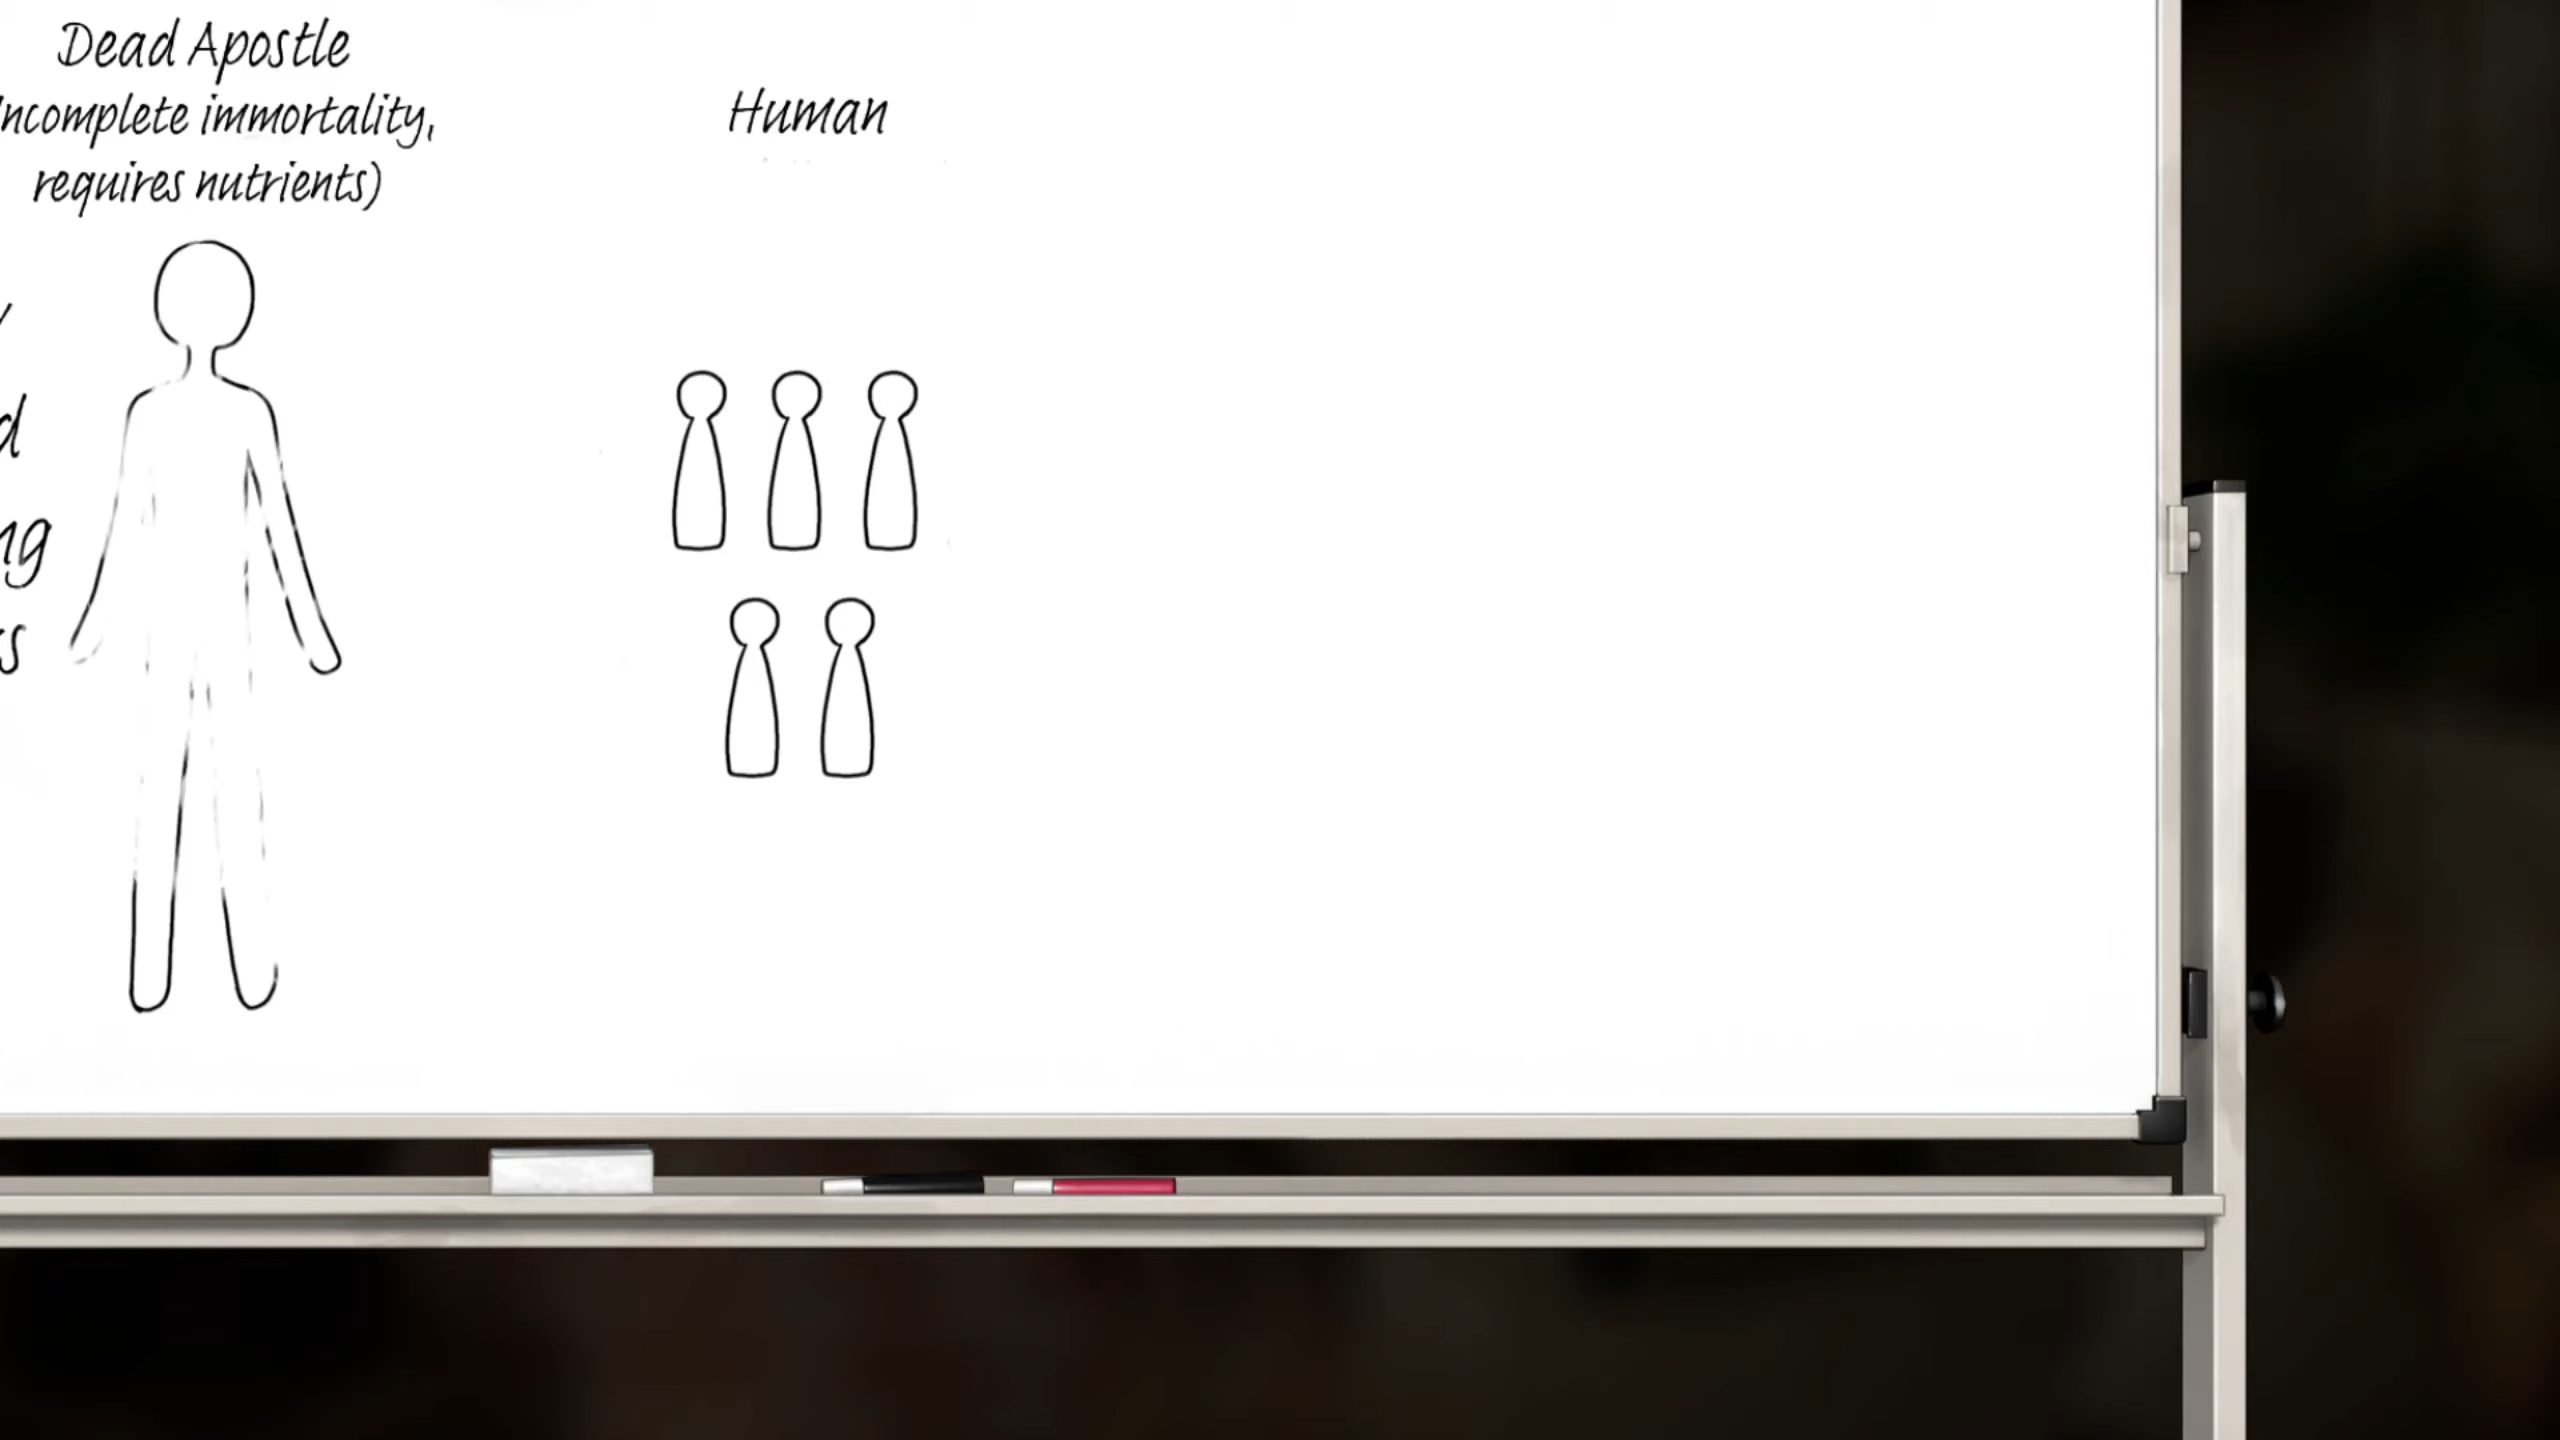 Dead Apostle
Incomplete immortality,
requires nutrients)
Human